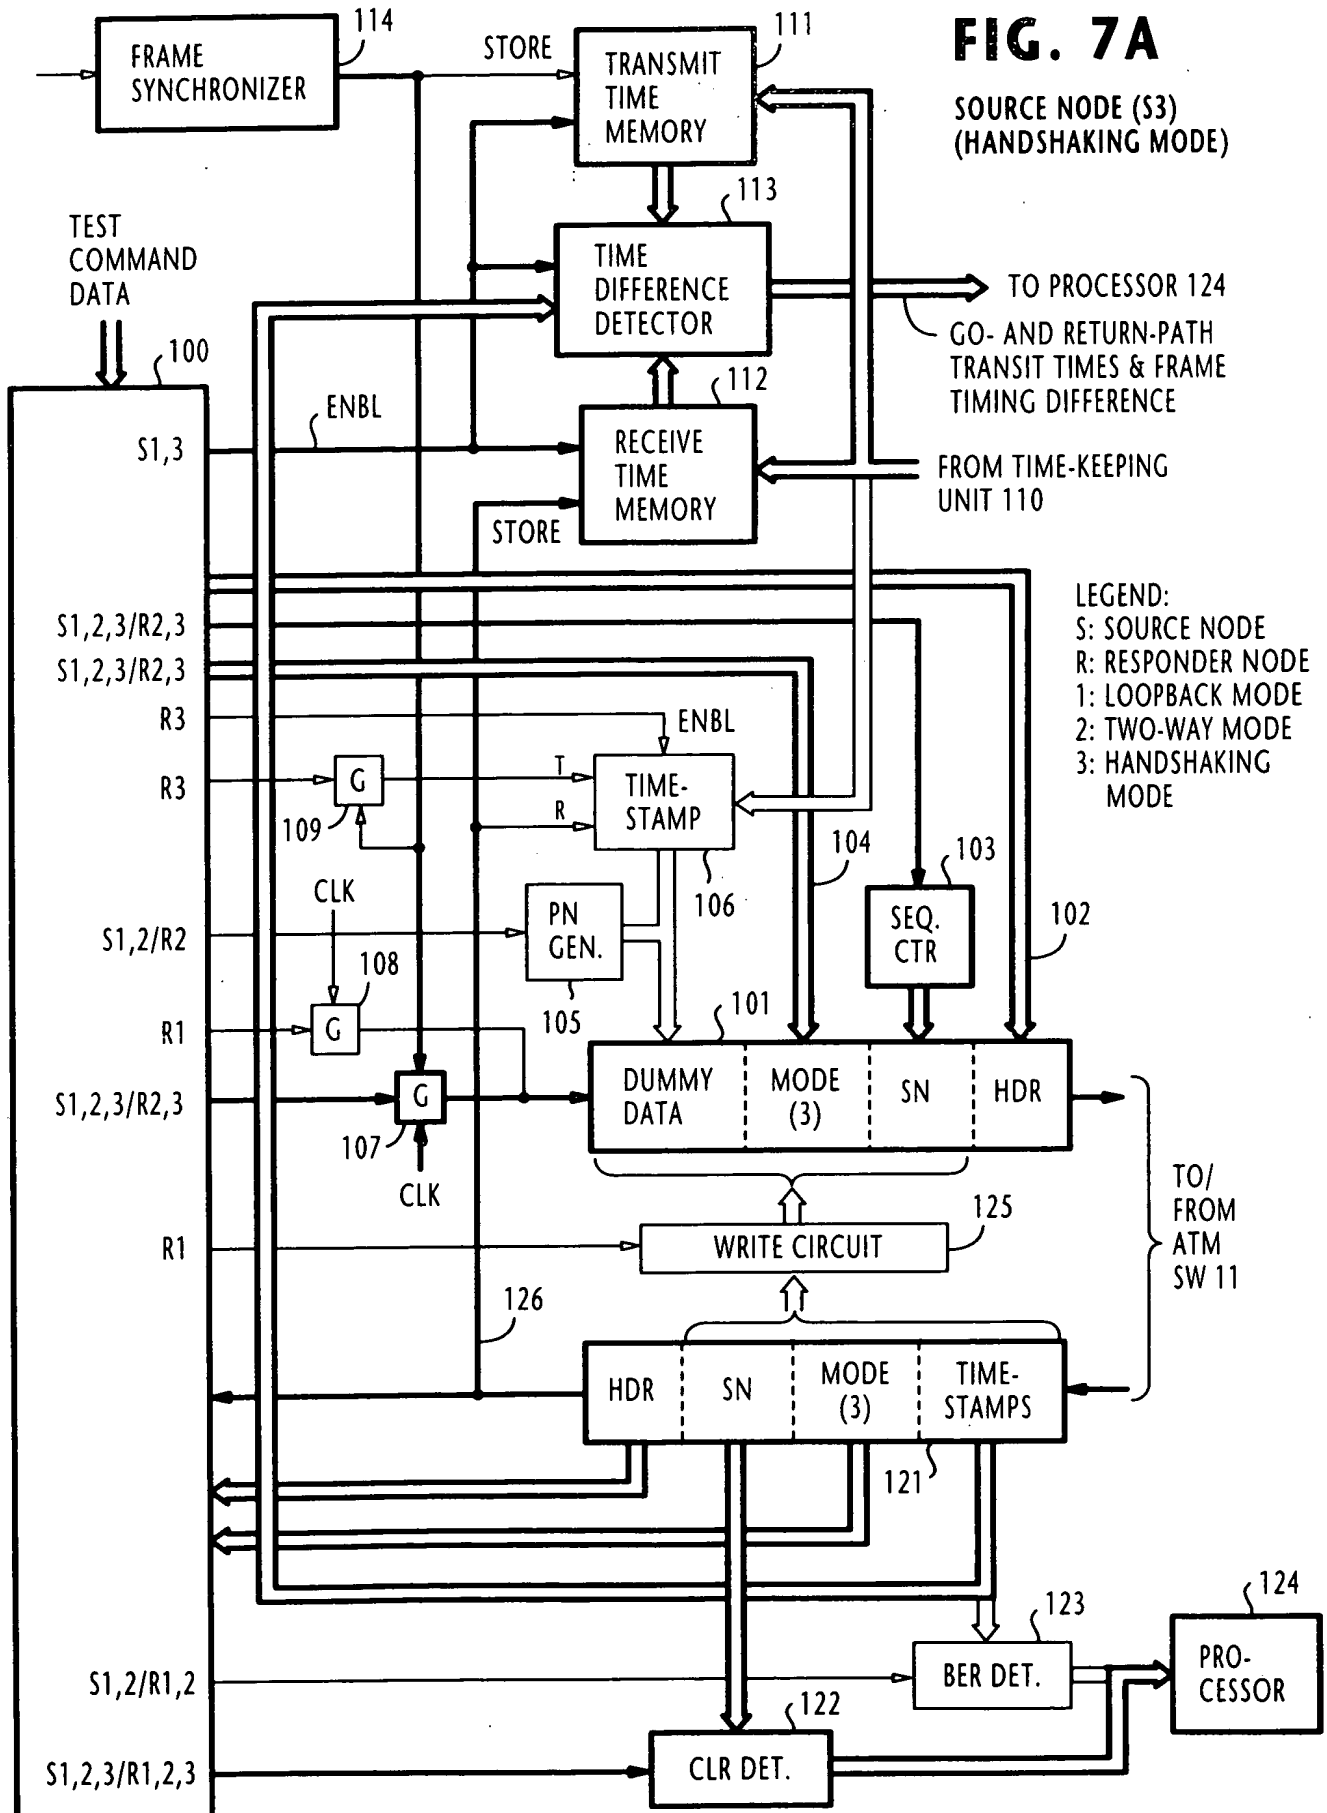 FIG. 7A
SOURCE NODE (S3)
(HANDSHAKING MODE)
114
FRAME
SYNCHRONIZER
STORE
111
TRANSMIT
TIME
MEMORY
113
TIME
DIFFERENCE
DETECTOR
TO PROCESSOR 124
GO- AND RETURN-PATH
TRANSIT TIMES & FRAME
TIMING DIFFERENCE
TEST
COMMAND
DATA
100
112
RECEIVE
TIME
MEMORY
S1,3
ENBL
STORE
FROM TIME-KEEPING
UNIT 110
LEGEND:
S: SOURCE NODE
R: RESPONDER NODE
1: LOOPBACK MODE
2: TWO-WAY MODE
3: HANDSHAKING
MODE
S1,2,3/R2,3
S1,2,3/R2,3
R3
ENBL
R3
G
109
T
R
TIME-
STAMP
106
104
103
SEQ.
CTR
102
CLK
S1,2/R2
PN
GEN.
105
108
R1
G
101
S1,2,3/R2,3
G
107
CLK
DUMMY
DATA
MODE
(3)
SN
HDR
TO/
FROM
ATM
SW 11
R1
WRITE CIRCUIT
125
126
HDR
SN
MODE
(3)
TIME-
STAMPS
121
S1,2/R1,2
BER DET.
123
124
PRO-
CESSOR
122
S1,2,3/R1,2,3
CLR DET.